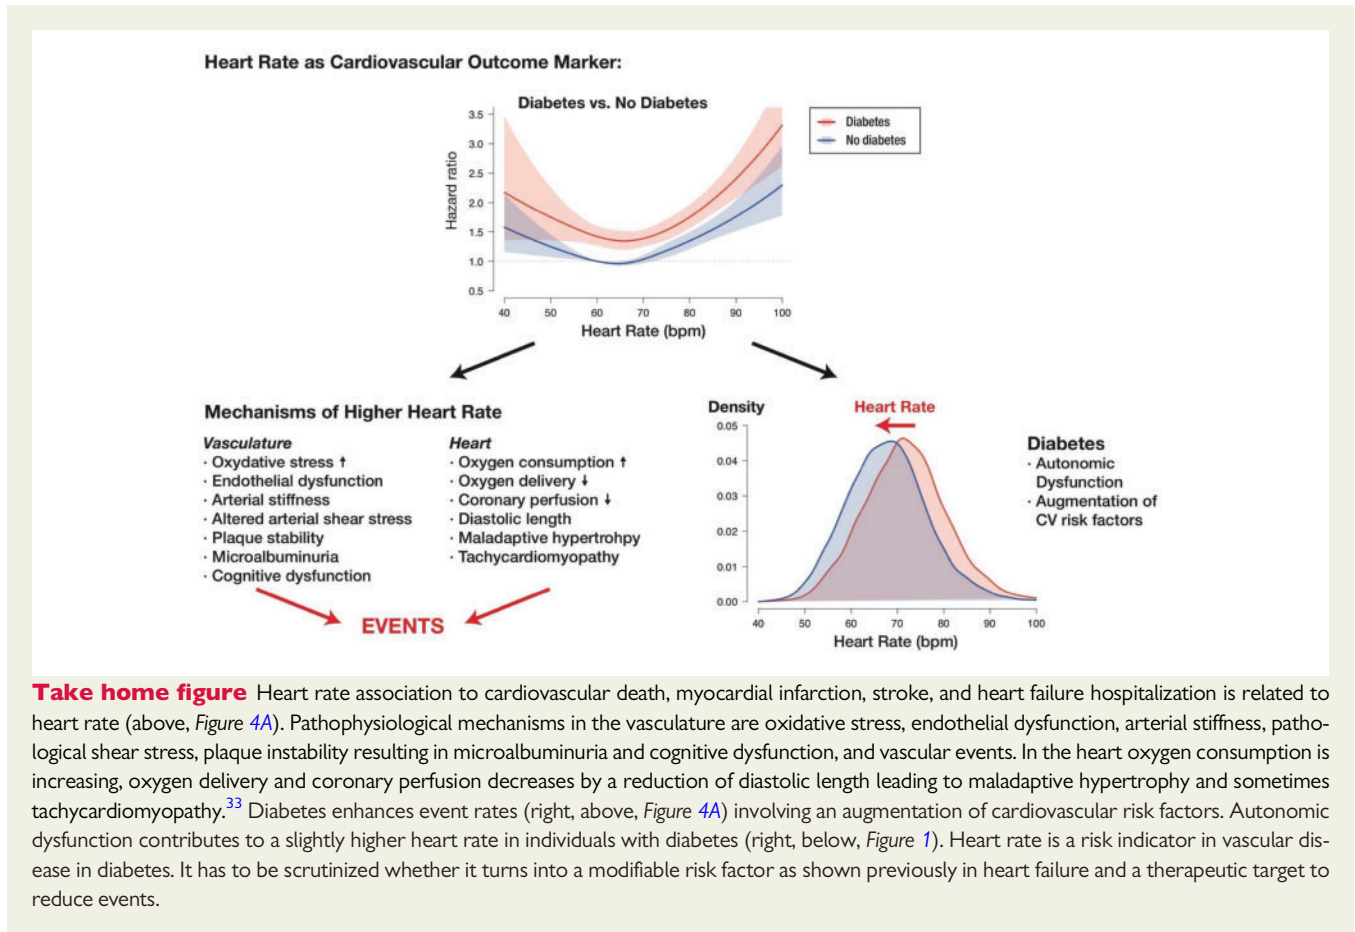 Heart Rate as Cardiovascular Outcome Marker:
Diabetes vs. No Diabetes
Hazard ratio
3.5
3.0
2.5
2.0
1.5
1.0
0.5
40 50 60 70 80 90 100
Heart Rate (bpm)
Diabetes
No diabetes
Mechanisms of Higher Heart Rate
Vasculature
· Oxydative stress ↑
· Endothelial dysfunction
· Arterial stiffness
· Altered arterial shear stress
· Plaque stability
· Microalbuminuria
· Cognitive dysfunction
Heart
· Oxygen consumption ↑
· Oxygen delivery ↓
· Coronary perfusion ↓
· Diastolic length
· Maladaptive hypertrohpy
· Tachycardiomyopathy
EVENTS
Density
Heart Rate
0.05
0.04
0.03
0.02
0.01
0.00
40 50 60 70 80 90 100
Heart Rate (bpm)
Diabetes
· Autonomic
Dysfunction
· Augmentation of
CV risk factors
Take home figure Heart rate association to cardiovascular death, myocardial infarction, stroke, and heart failure hospitalization is related to
heart rate (above, Figure 4A). Pathophysiological mechanisms in the vasculature are oxidative stress, endothelial dysfunction, arterial stiffness, patho-
logical shear stress, plaque instability resulting in microalbuminuria and cognitive dysfunction, and vascular events. In the heart oxygen consumption is
increasing, oxygen delivery and coronary perfusion decreases by a reduction of diastolic length leading to maladaptive hypertrophy and sometimes
tachycardiomyopathy.33 Diabetes enhances event rates (right, above, Figure 4A) involving an augmentation of cardiovascular risk factors. Autonomic
dysfunction contributes to a slightly higher heart rate in individuals with diabetes (right, below, Figure 1). Heart rate is a risk indicator in vascular dis-
ease in diabetes. It has to be scrutinized whether it turns into a modifiable risk factor as shown previously in heart failure and a therapeutic target to
reduce events.